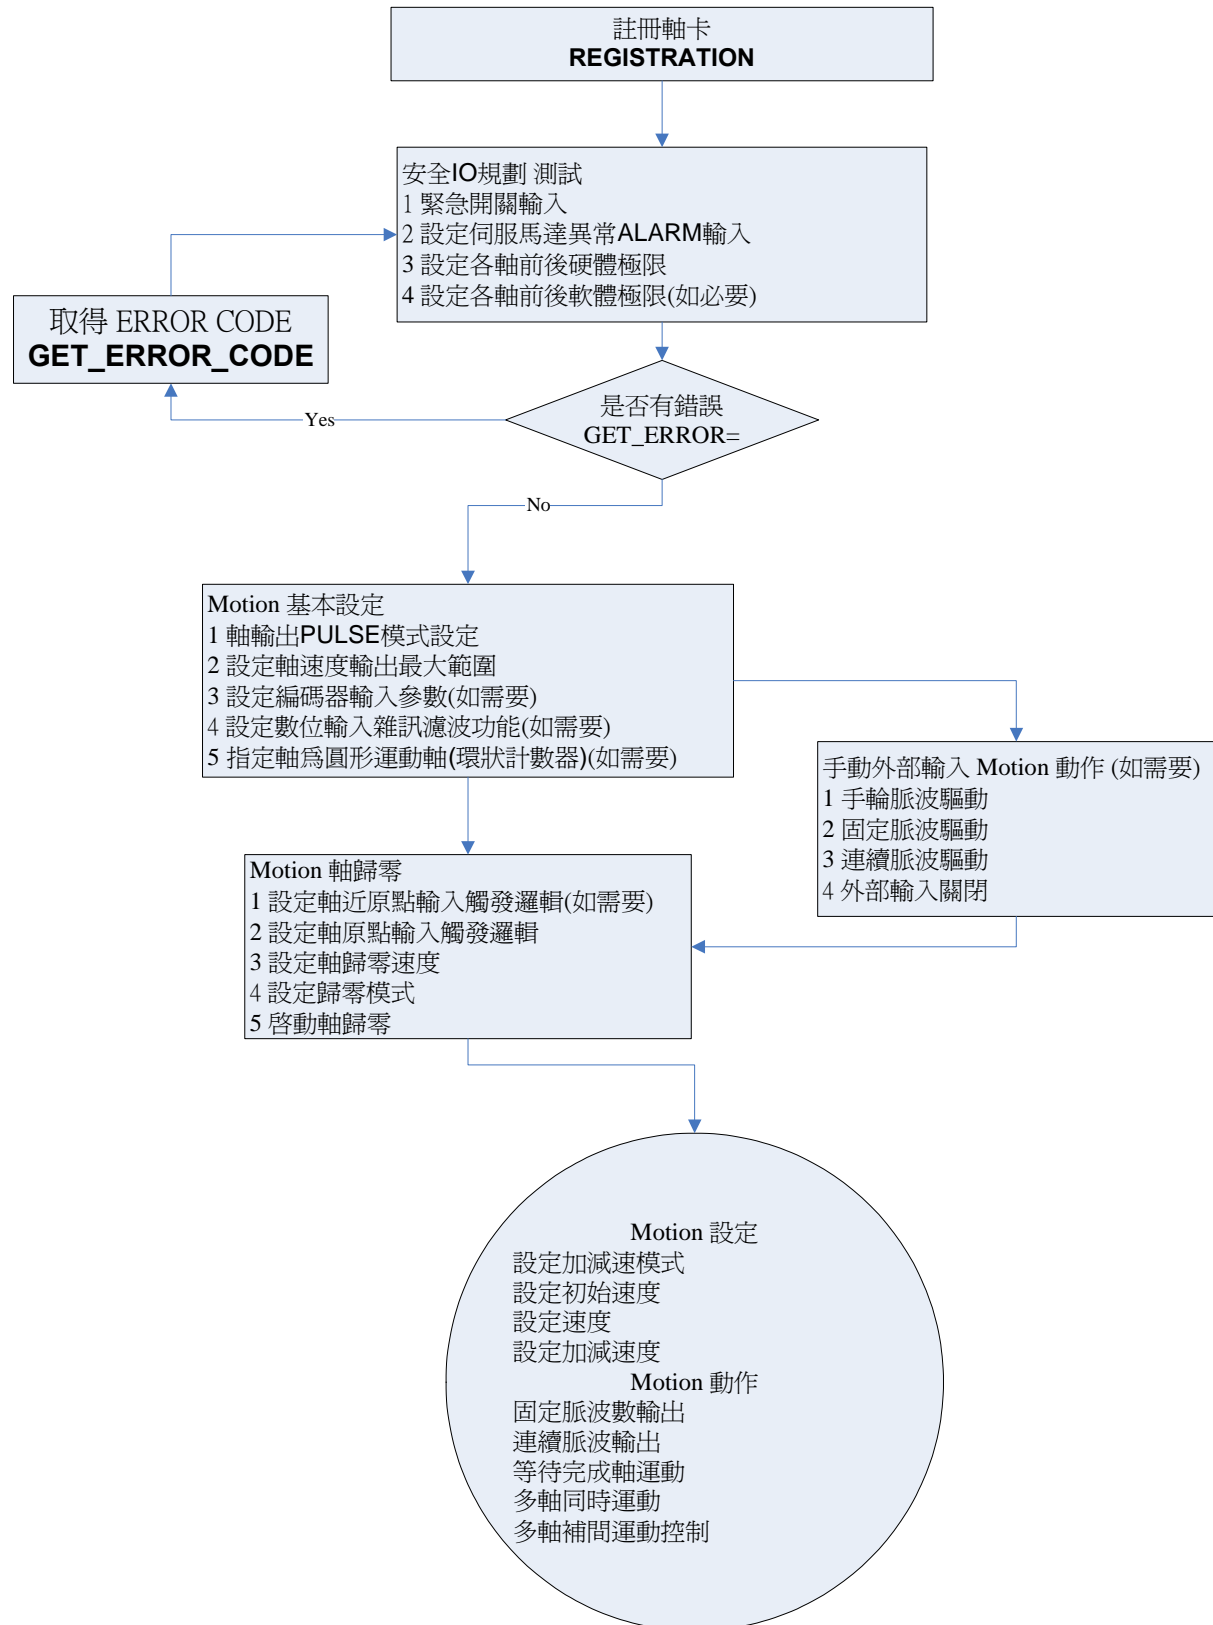 註冊軸卡
REGISTRATION
安全IO規劃 測試
1 緊急開關輸入
2 設定伺服馬達異常ALARM輸入
3 設定各軸前後硬體極限
4 設定各軸前後軟體極限(如必要)
取得 ERROR CODE
GET_ERROR_CODE
是否有錯誤
GET_ERROR=
Yes
No
Motion 基本設定
1 軸輸出PULSE模式設定
2 設定軸速度輸出最大範圍
3 設定編碼器輸入參數(如需要)
4 設定數位輸入雜訊濾波功能(如需要)
5 指定軸爲圓形運動軸(環狀計數器)(如需要)
手動外部輸入 Motion 動作 (如需要)
1 手輪脈波驅動
2 固定脈波驅動
3 連續脈波驅動
4 外部輸入關閉
Motion 軸歸零
1 設定軸近原點輸入觸發邏輯(如需要)
2 設定軸原點輸入觸發邏輯
3 設定軸歸零速度
4 設定歸零模式
5 啓動軸歸零
Motion 設定
設定加減速模式
設定初始速度
設定速度
設定加減速度
Motion 動作
固定脈波數輸出
連續脈波輸出
等待完成軸運動
多軸同時運動
多軸補間運動控制